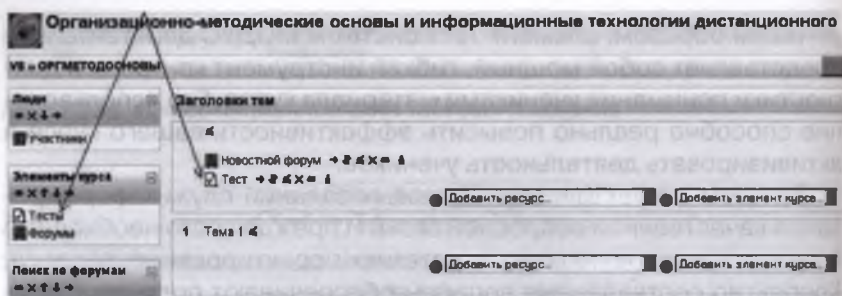 Организационно-методические основы и информационные технологии дистанционного
VS » ОРГМЕТОДОСНОВЫ
Люди
Участники
Элементы курса
Тесты
Форумы
Поиск по форумам
Заголовки тем
Новостной форум
Тест
Добавить ресурс... Добавить элемент курса...
1 Тема 1
Добавить ресурс... Добавить элемент курса...